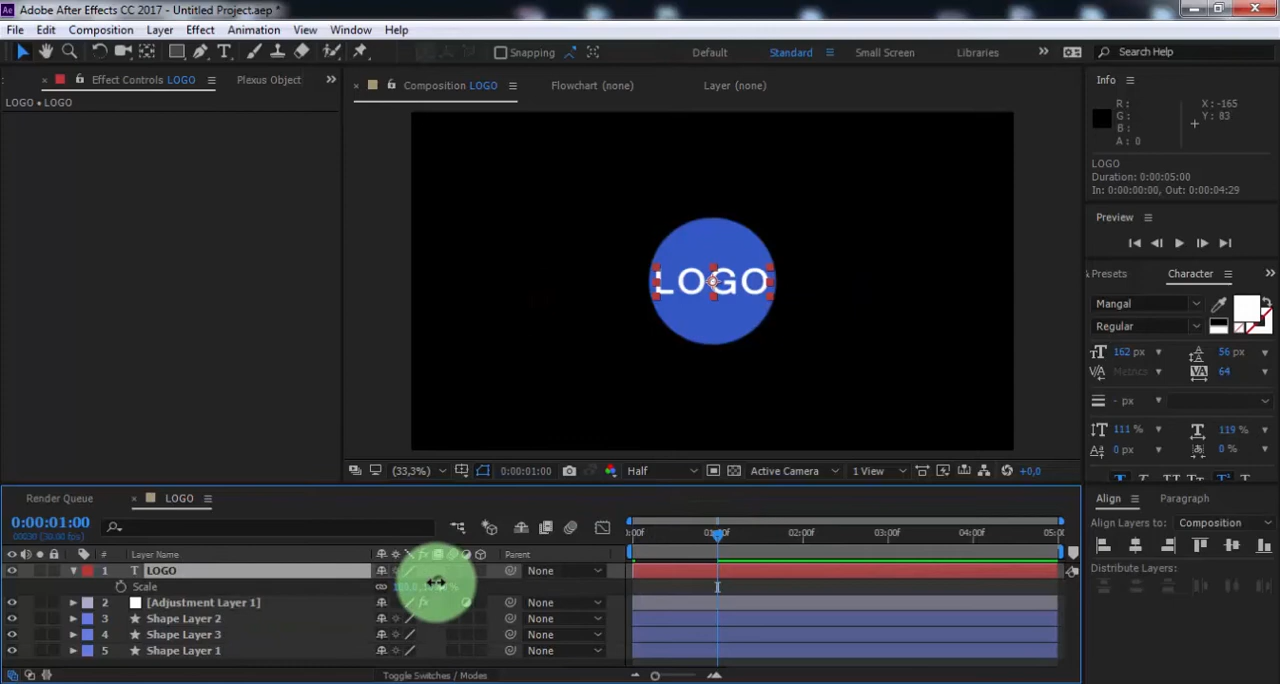 Adobe After Effects CC 2017 - Untitled Project.aep *
File Edit Composition Layer Effect Animation View Window Help
Snapping Default Standard Small Screen Libraries Search Help
Effect Controls LOGO Plexus Object
Composition LOGO Flowchart (none) Layer (none)
LOGO • LOGO
Info
R : X : -165
G : Y : 83
B :
A : 0
LOGO
Duration: 0:00:05:00
In: 0:00:00:00, Out: 0:00:04:29
Preview
Presets Character
Mangal
Regular
162 px 56 px
Metrics 64
- px
111 % 119 %
0 px 0 %
LOGO
(33,3%) 0:00:01:00 Half Active Camera 1 View +0,0
Render Queue LOGO
Align Paragraph
Align Layers to: Composition
Distribute Layers:
0:00:01:00
00030 (30.00 fps)
:00f 01:00f 02:00f 03:00f 04:00f 05:0
# Layer Name Parent
1 LOGO None
Scale
2 [Adjustment Layer 1] None
3 Shape Layer 2 None
4 Shape Layer 3 None
5 Shape Layer 1 None
Toggle Switches / Modes